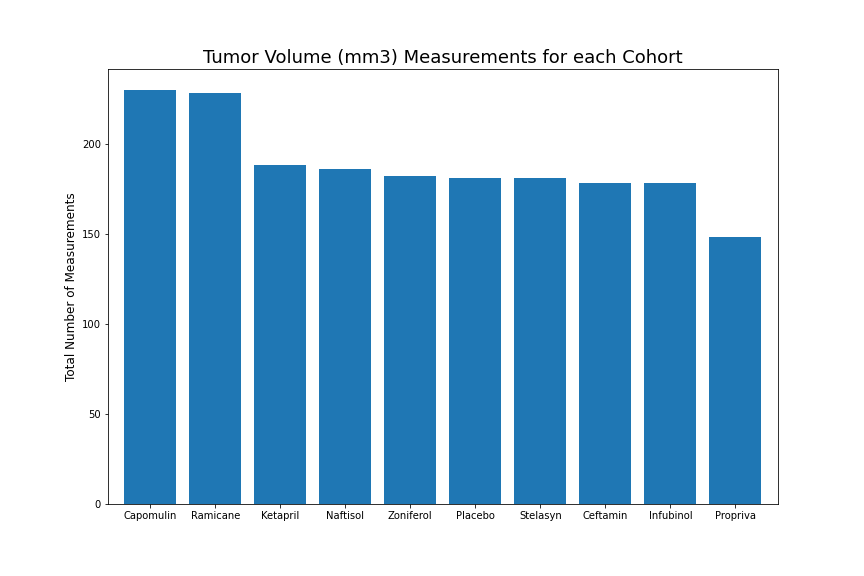 Tumor Volume (mm3) Measurements for each Cohort
Total Number of Measurements
200
150
100
50
0
Capomulin Ramicane Ketapril Naftisol Zoniferol Placebo Stelasyn Ceftamin Infubinol Propriva